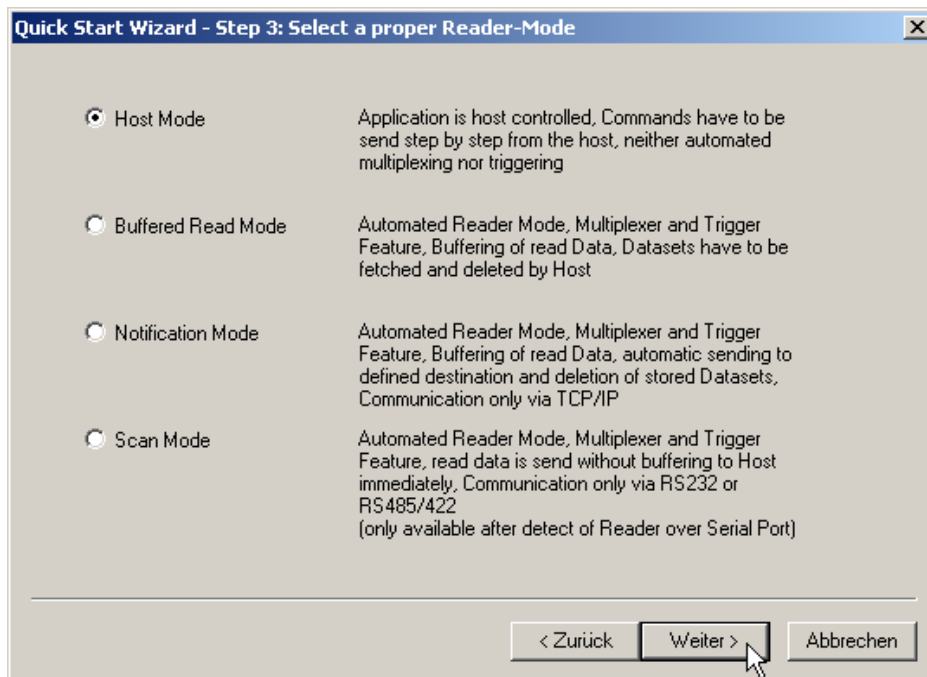 Quick Start Wizard - Step 3: Select a proper Reader-Mode
Host Mode
Application is host controlled, Commands have to be
send step by step from the host, neither automated
multiplexing nor triggering
Buffered Read Mode
Automated Reader Mode, Multiplexer and Trigger
Feature, Buffering of read Data, Datasets have to be
fetched and deleted by Host
Notification Mode
Automated Reader Mode, Multiplexer and Trigger
Feature, Buffering of read Data, automatic sending to
defined destination and deletion of stored Datasets,
Communication only via TCP/IP
Scan Mode
Automated Reader Mode, Multiplexer and Trigger
Feature, read data is send without buffering to Host
immediately, Communication only via RS232 or
RS485/422
(only available after detect of Reader over Serial Port)
< Zurück
Weiter >
Abbrechen